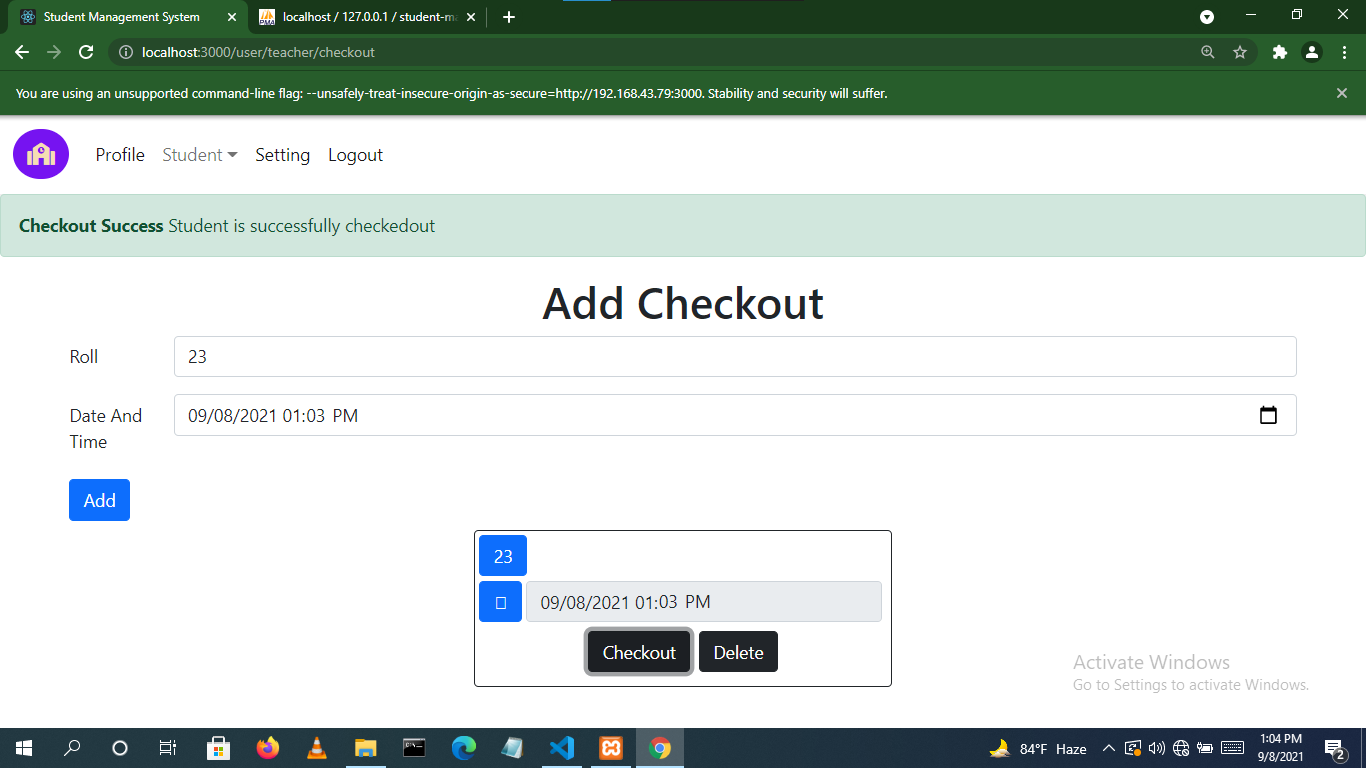 Student Management System
localhost / 127.0.0.1 / student-ma
localhost:3000/user/teacher/checkout
You are using an unsupported command-line flag: --unsafely-treat-insecure-origin-as-secure=http://192.168.43.79:3000. Stability and security will suffer.
Profile Student Setting Logout
Checkout Success Student is successfully checkedout
Add Checkout
Roll 23
Date And Time 09/08/2021 01:03 PM
Add
23
09/08/2021 01:03 PM
Checkout Delete
Activate Windows
Go to Settings to activate Windows.
84°F Haze
1:04 PM
9/8/2021
2